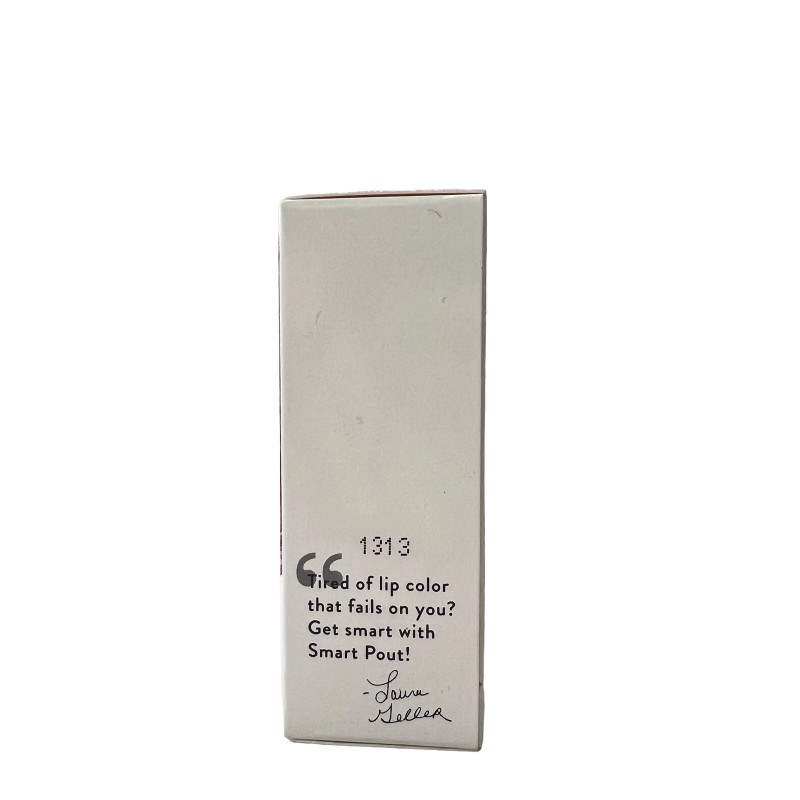 1313
“
Tired of lip color
that fails on you?
Get smart with
Smart Pout!
-Laura
Geller